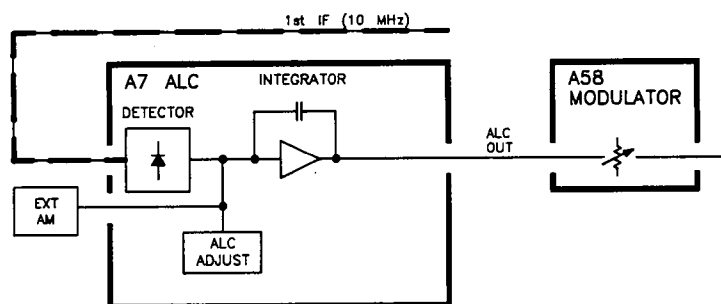 1st IF (10 MHz)
A7 ALC
INTEGRATOR
DETECTOR
A58
MODULATOR
ALC
OUT
EXT
AM
ALC
ADJUST